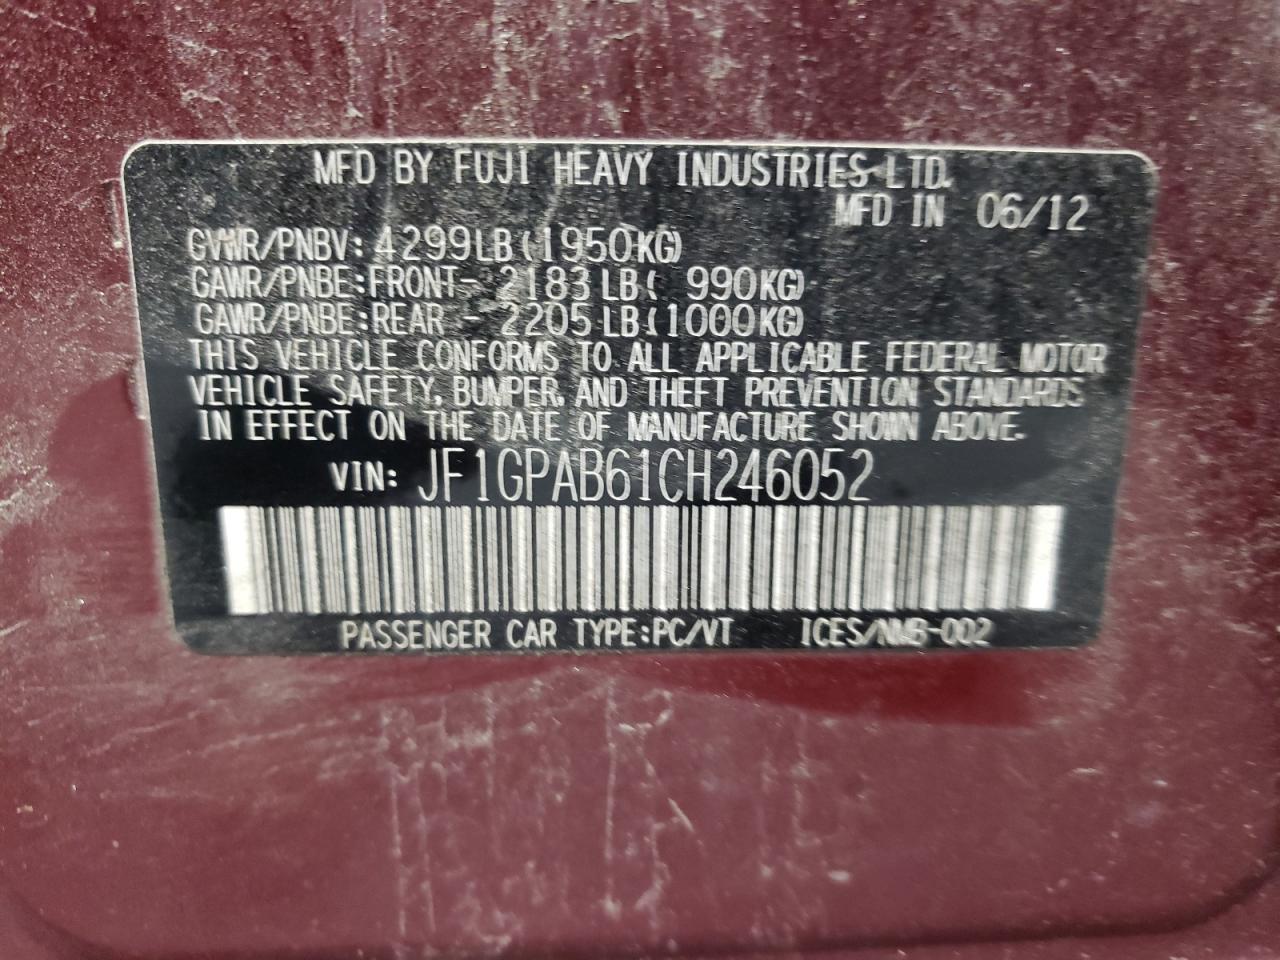 MFD BY FUJI HEAVY INDUSTRIES LTD.
MFD IN 06/12
GVWR/PNBV: 4299LB (1950KG)
GAWR/PNBE:FRONT- 2183LB ( 990KG)
GAWR/PNBE:REAR - 2205LB (1000KG)
THIS VEHICLE CONFORMS TO ALL APPLICABLE FEDERAL MOTOR
VEHICLE SAFETY, BUMPER, AND THEFT PREVENTION STANDARDS
IN EFFECT ON THE DATE OF MANUFACTURE SHOWN ABOVE.
VIN: JF1GPAB61CH246052
PASSENGER CAR TYPE:PC/VT ICES/NMB-002